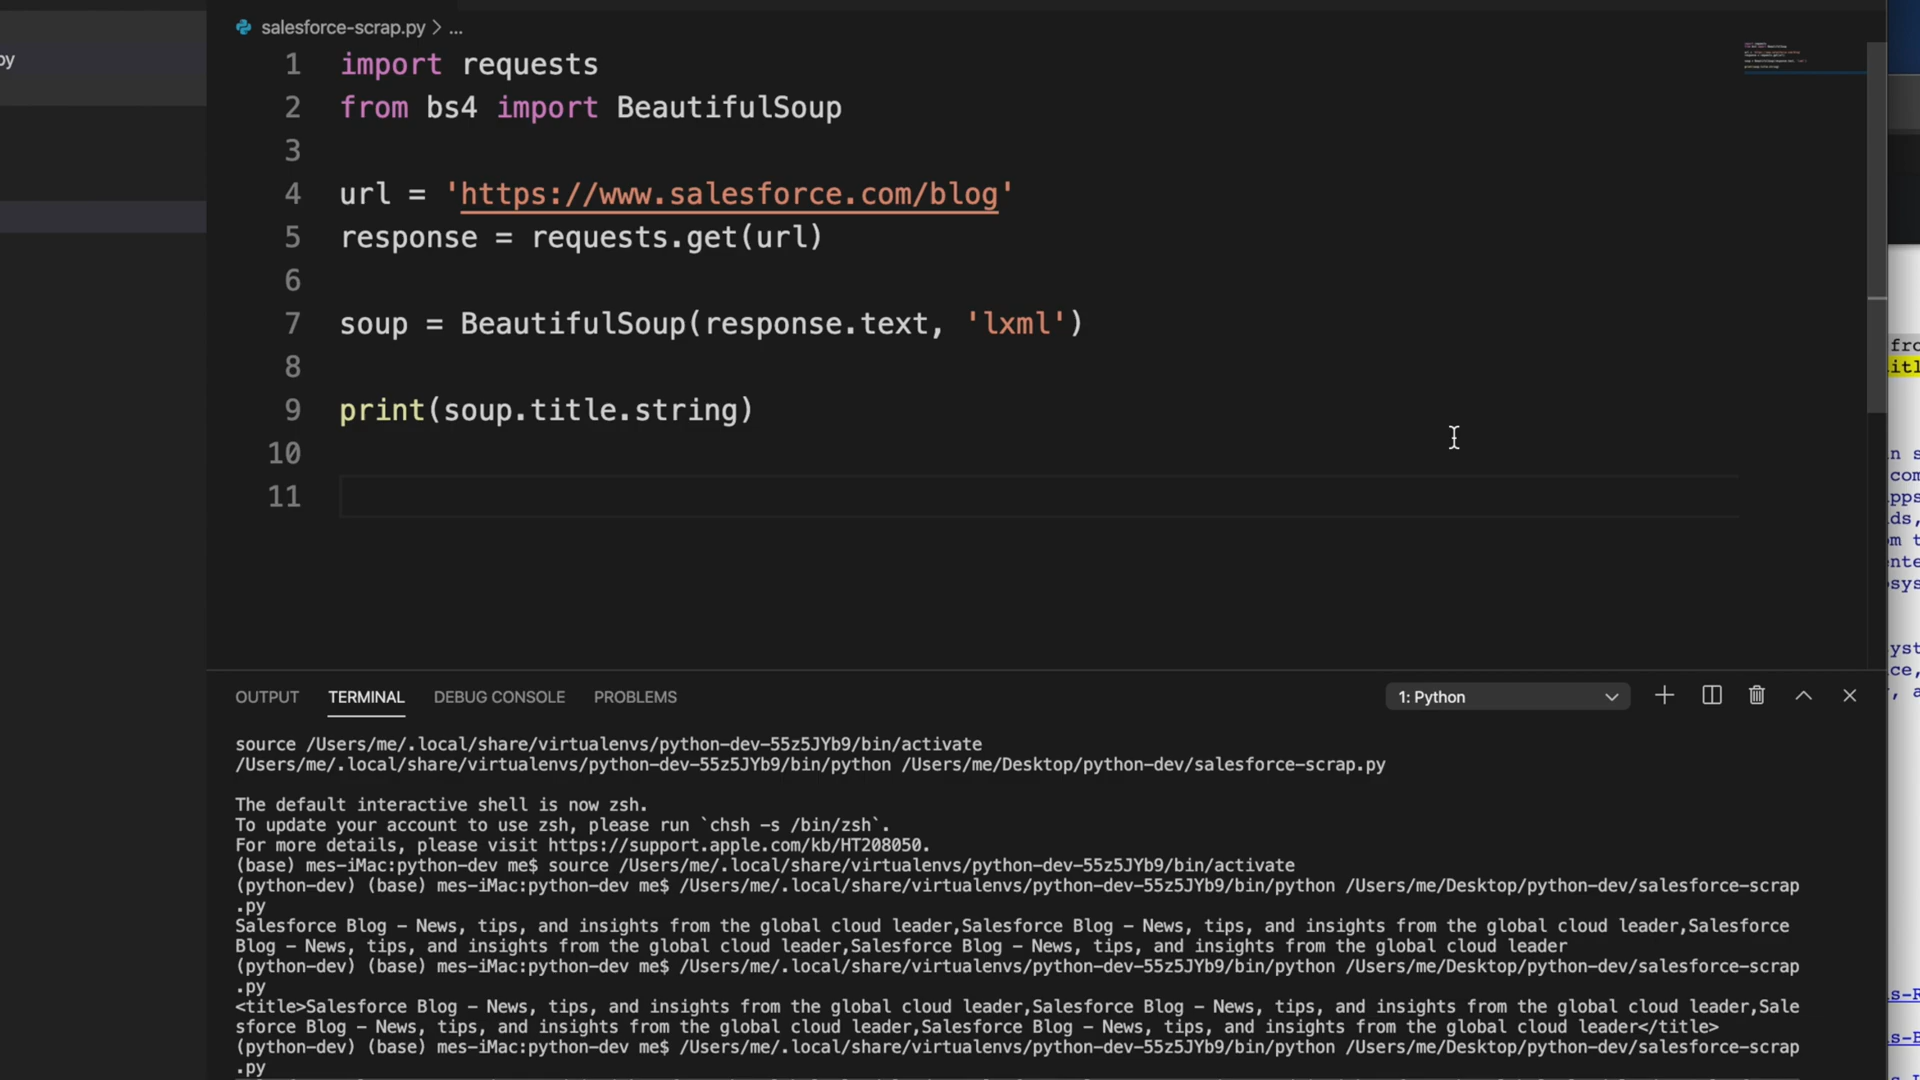 py
salesforce-scrap.py > ...
1 import requests
2 from bs4 import BeautifulSoup
3
4 url = 'https://www.salesforce.com/blog'
5 response = requests.get(url)
6
7 soup = BeautifulSoup(response.text, 'lxml')
8
9 print(soup.title.string)
10
11
OUTPUT TERMINAL DEBUG CONSOLE PROBLEMS 1: Python
source /Users/me/.local/share/virtualenvs/python-dev-55z5JYb9/bin/activate
/Users/me/.local/share/virtualenvs/python-dev-55z5JYb9/bin/python /Users/me/Desktop/python-dev/salesforce-scrap.py
The default interactive shell is now zsh.
To update your account to use zsh, please run `chsh -s /bin/zsh`.
For more details, please visit https://support.apple.com/kb/HT208050.
(base) mes-iMac:python-dev me$ source /Users/me/.local/share/virtualenvs/python-dev-55z5JYb9/bin/activate
(python-dev) (base) mes-iMac:python-dev me$ /Users/me/.local/share/virtualenvs/python-dev-55z5JYb9/bin/python /Users/me/Desktop/python-dev/salesforce-scrap
.py
Salesforce Blog – News, tips, and insights from the global cloud leader,Salesforce Blog – News, tips, and insights from the global cloud leader,Salesforce
Blog – News, tips, and insights from the global cloud leader,Salesforce Blog – News, tips, and insights from the global cloud leader
(python-dev) (base) mes-iMac:python-dev me$ /Users/me/.local/share/virtualenvs/python-dev-55z5JYb9/bin/python /Users/me/Desktop/python-dev/salesforce-scrap
.py
<title>Salesforce Blog – News, tips, and insights from the global cloud leader,Salesforce Blog – News, tips, and insights from the global cloud leader,Sale
sforce Blog – News, tips, and insights from the global cloud leader,Salesforce Blog – News, tips, and insights from the global cloud leader</title>
(python-dev) (base) mes-iMac:python-dev me$ /Users/me/.local/share/virtualenvs/python-dev-55z5JYb9/bin/python /Users/me/Desktop/python-dev/salesforce-scrap
.py